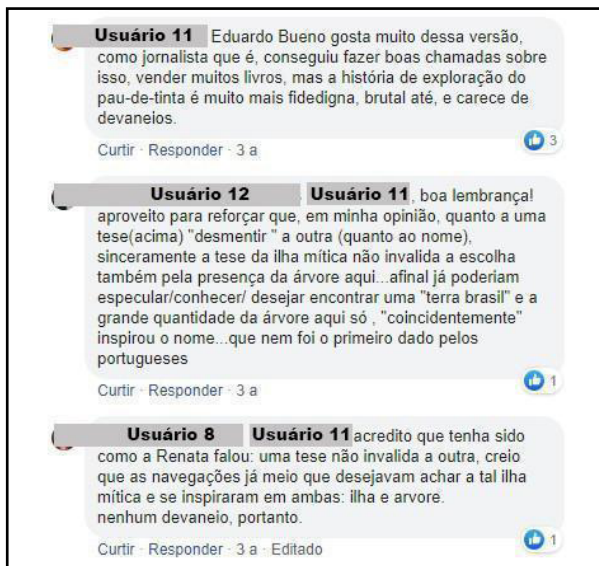 Usuário 11 Eduardo Bueno gosta muito dessa versão,
como jornalista que é, conseguiu fazer boas chamadas sobre
isso, vender muitos livros, mas a história de exploração do
pau-de-tinta é muito mais fidedigna, brutal até, e carece de
devaneios.
3
Curtir · Responder · 3 a
Usuário 12 Usuário 11, boa lembrança!
aproveito para reforçar que, em minha opinião, quanto a uma
tese(acima) "desmentir " a outra (quanto ao nome),
sinceramente a tese da ilha mítica não invalida a escolha
também pela presença da árvore aqui...afinal já poderiam
especular/conhecer/ desejar encontrar uma "terra brasil" e a
grande quantidade da árvore aqui só , "coincidentemente"
inspirou o nome...que nem foi o primeiro dado pelos
portugueses
1
Curtir · Responder · 3 a
Usuário 8 Usuário 11 acredito que tenha sido
como a Renata falou: uma tese não invalida a outra, creio
que as navegações já meio que desejavam achar a tal ilha
mítica e se inspiraram em ambas: ilha e arvore.
nenhum devaneio, portanto.
1
Curtir · Responder · 3 a · Editado